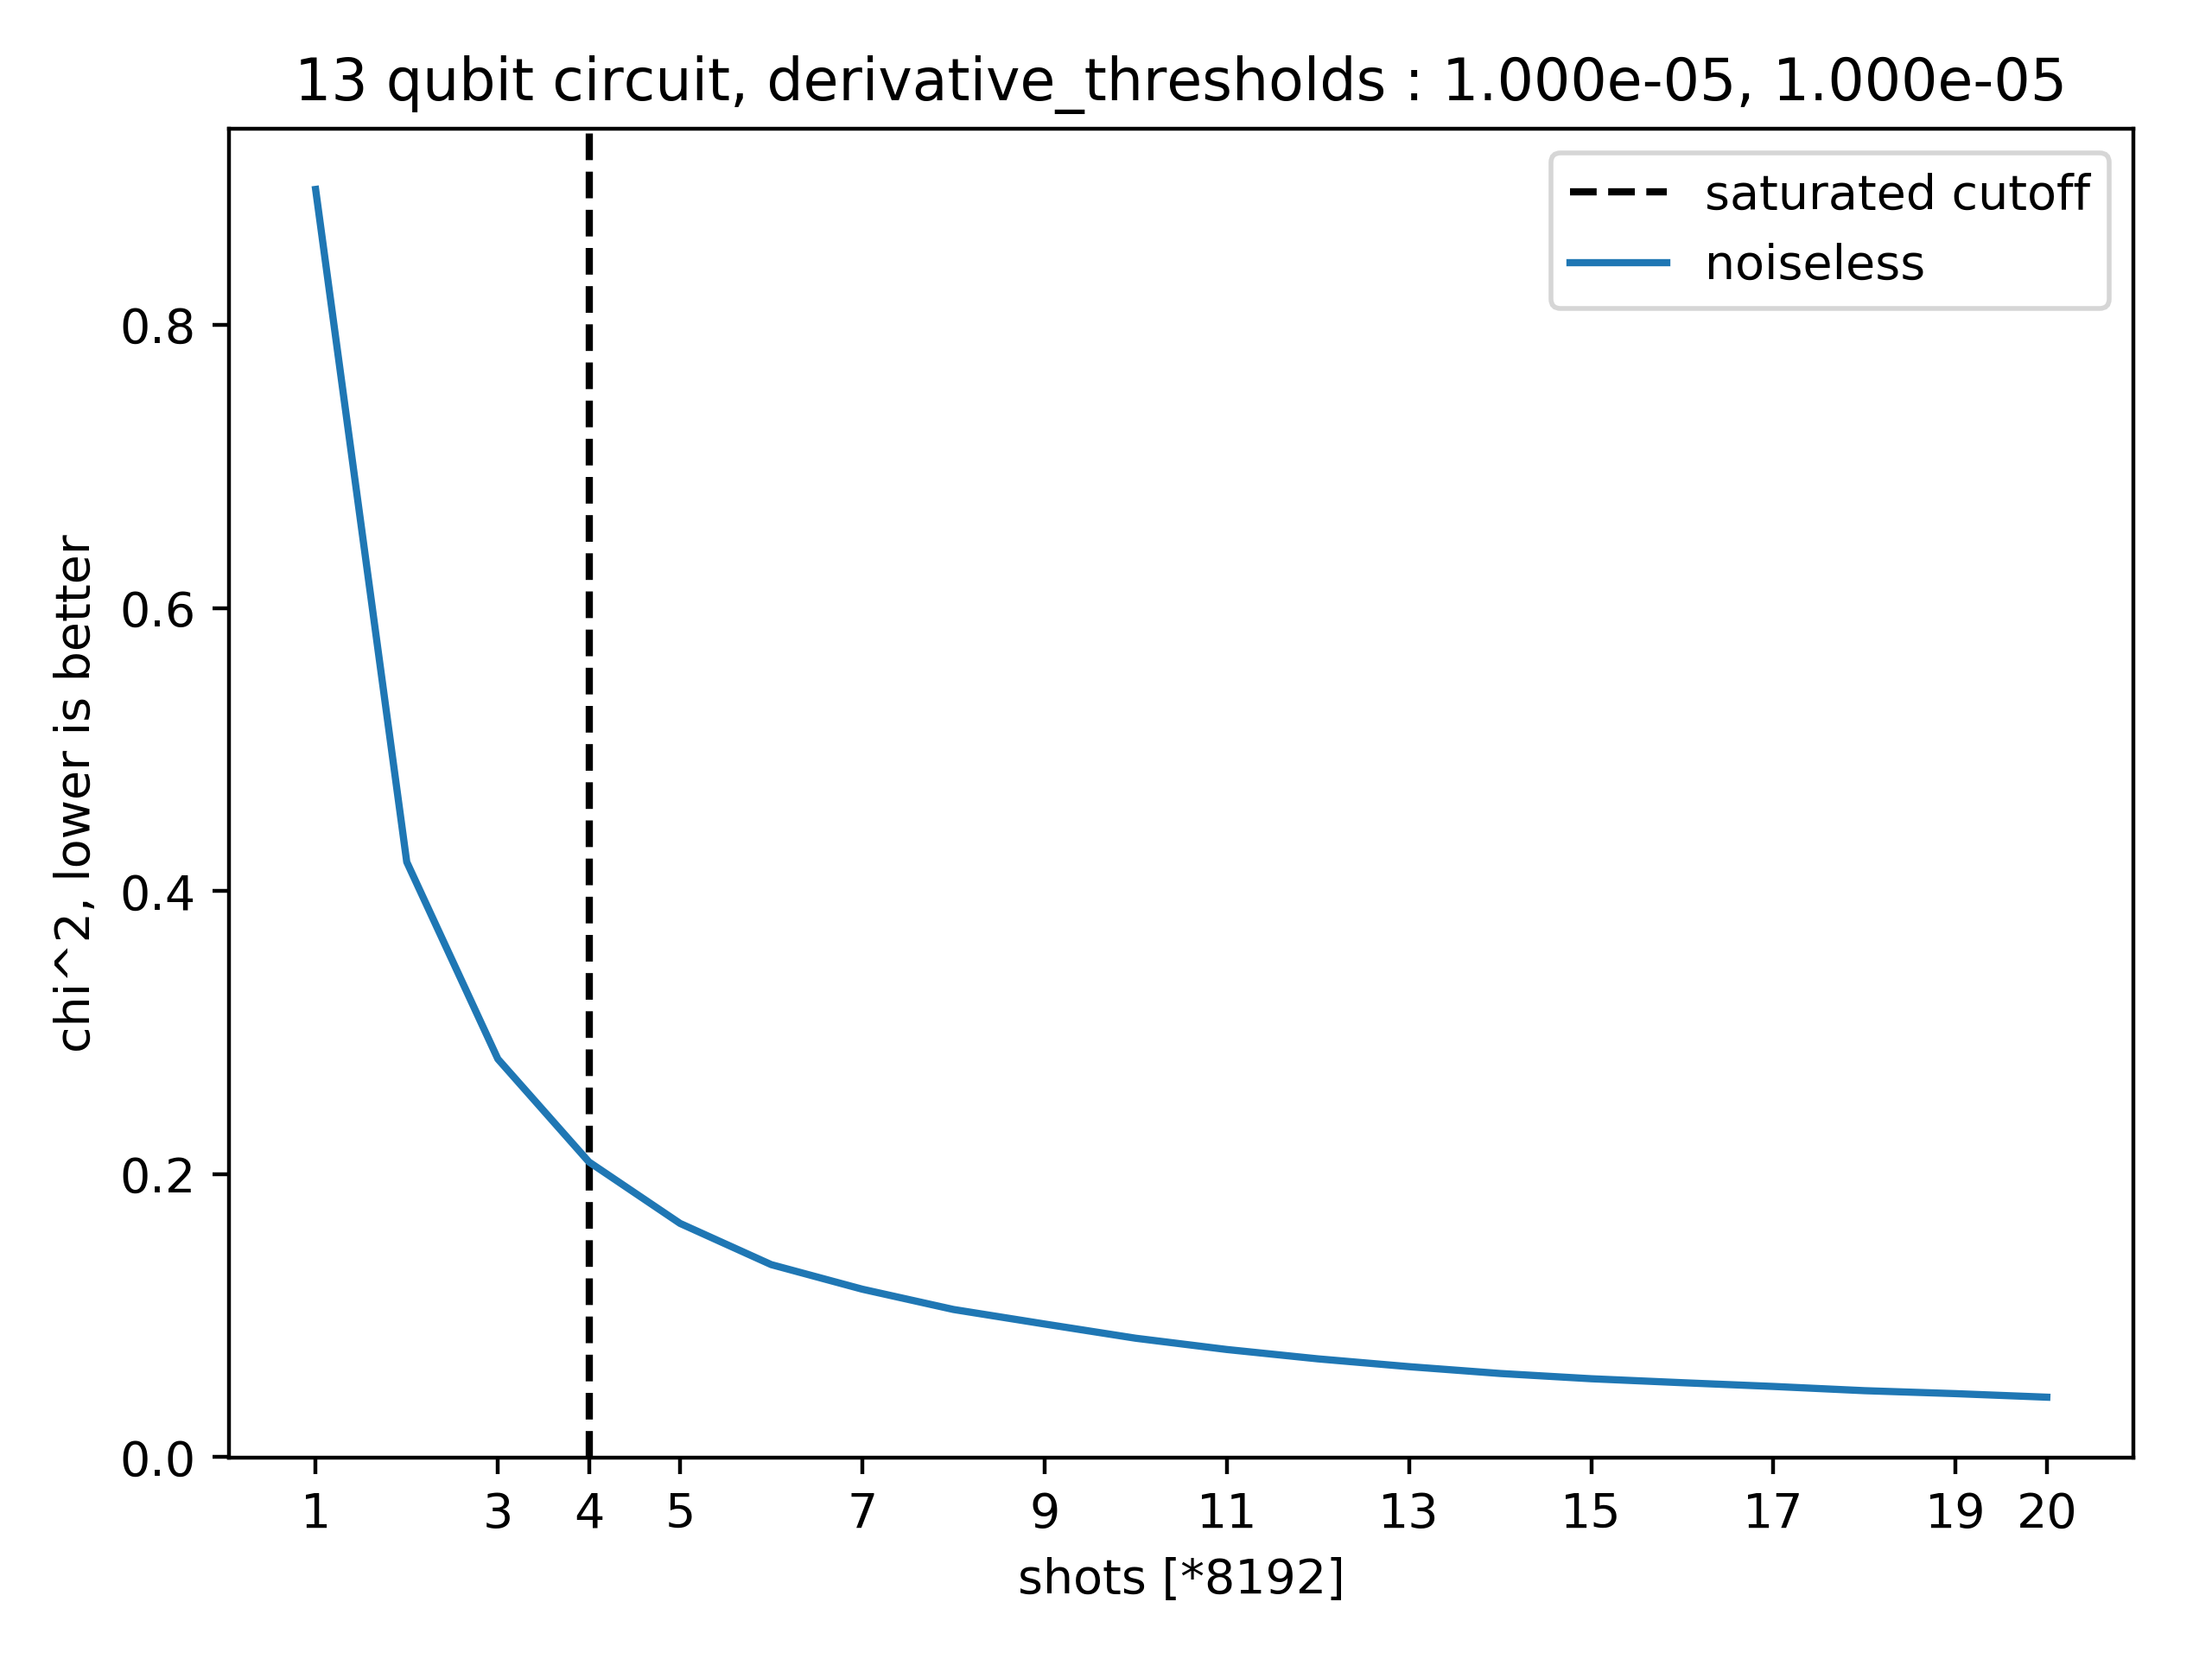 13 qubit circuit, derivative_thresholds : 1.000e-05, 1.000e-05
saturated cutoff
noiseless
chi^2, lower is better
0.8
0.6
0.4
0.2
0.0
1 3 4 5 7 9 11 13 15 17 19 20
shots [*8192]